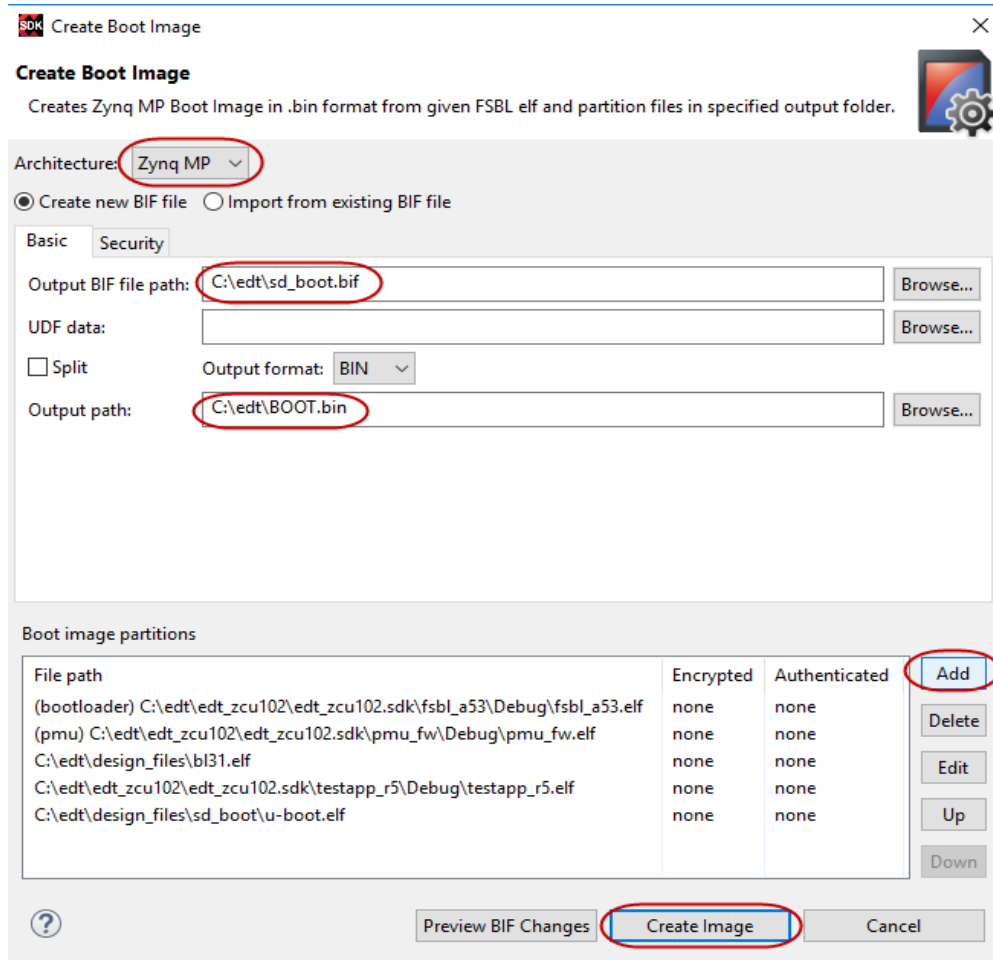 SDK Create Boot Image
Create Boot Image
Creates Zynq MP Boot Image in .bin format from given FSBL elf and partition files in specified output folder.
Architecture: Zynq MP
Create new BIF file Import from existing BIF file
Basic Security
Output BIF file path: C:\edt\sd_boot.bif Browse...
UDF data: Browse...
Split Output format: BIN
Output path: C:\edt\BOOT.bin Browse...
Boot image partitions
File path Encrypted Authenticated Add
(bootloader) C:\edt\edt_zcu102\edt_zcu102.sdk\fsbl_a53\Debug\fsbl_a53.elf none none
(pmu) C:\edt\edt_zcu102\edt_zcu102.sdk\pmu_fw\Debug\pmu_fw.elf none none Delete
C:\edt\design_files\bl31.elf none none Edit
C:\edt\edt_zcu102\edt_zcu102.sdk\testapp_r5\Debug\testapp_r5.elf none none
C:\edt\design_files\sd_boot\u-boot.elf none none Up
Down
? Preview BIF Changes Create Image Cancel